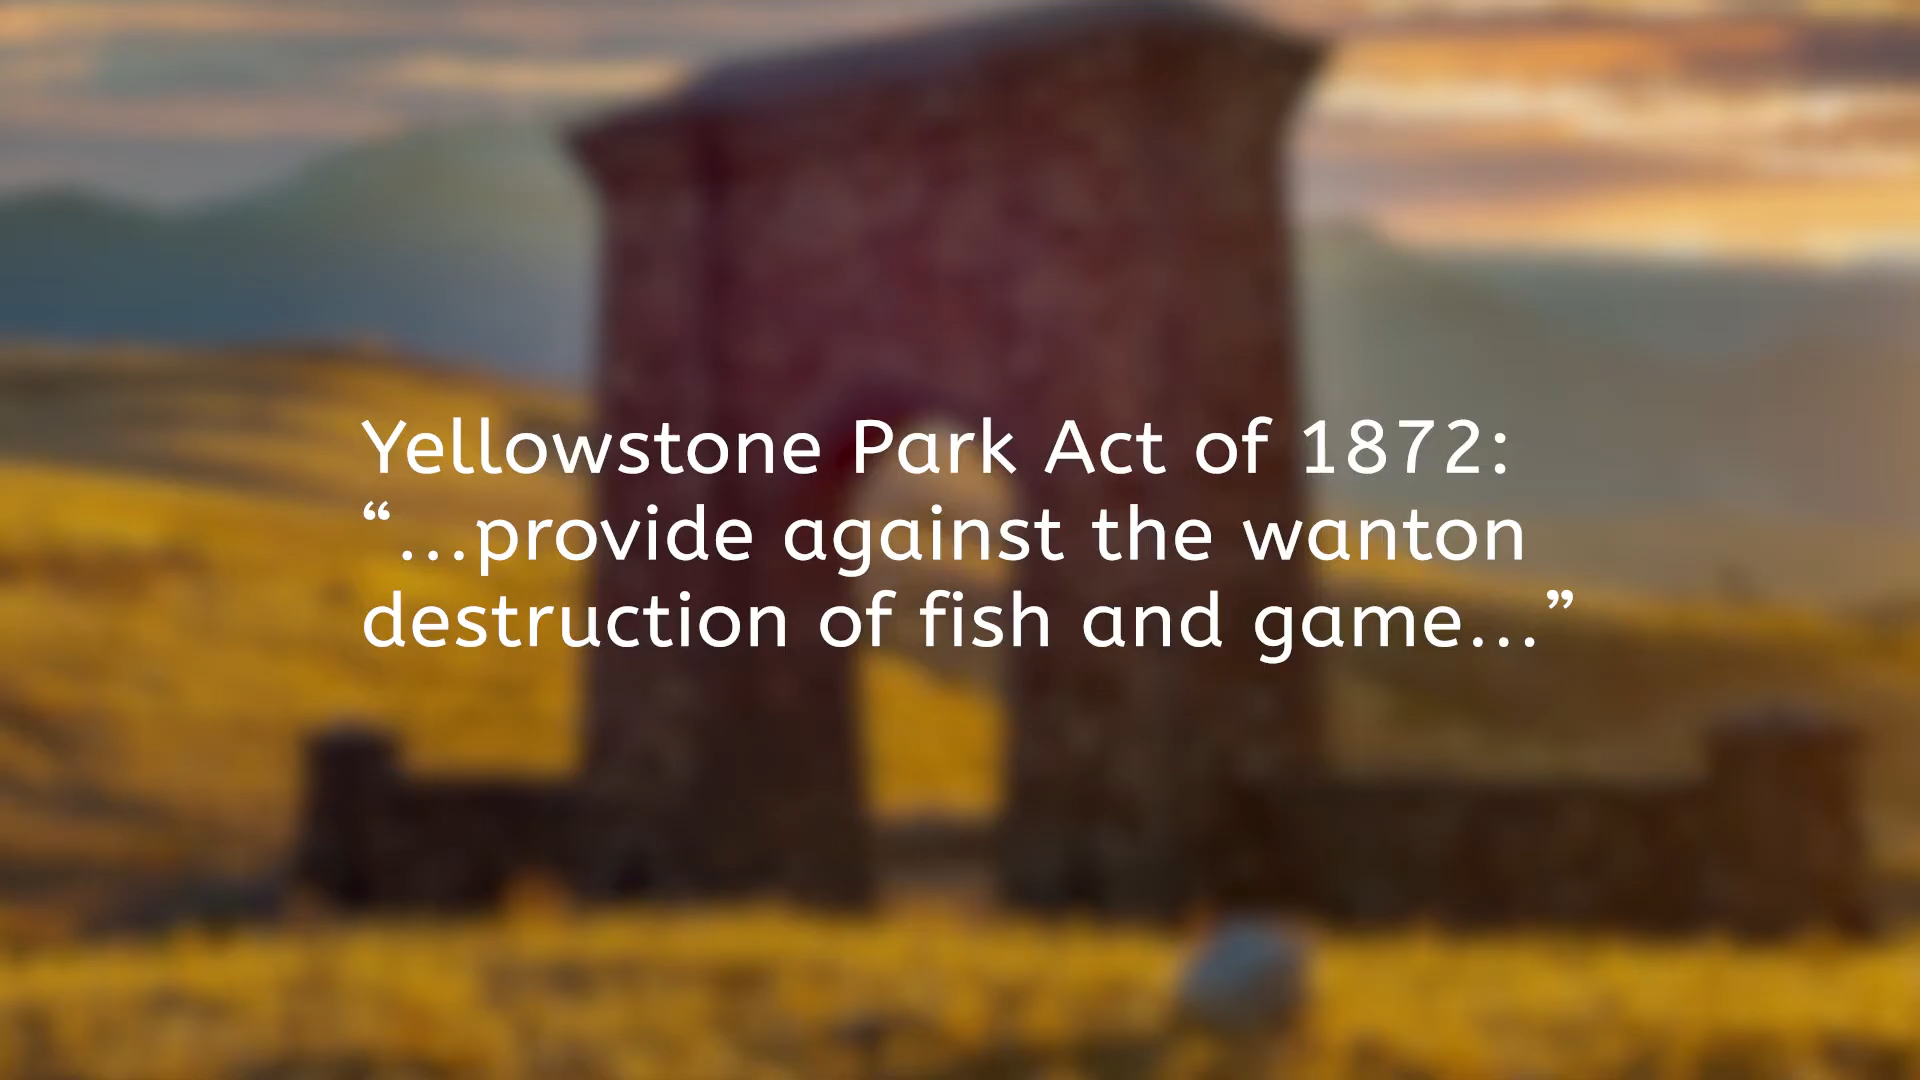 Yellowstone Park Act of 1872:
“...provide against the wanton
destruction of fish and game...”